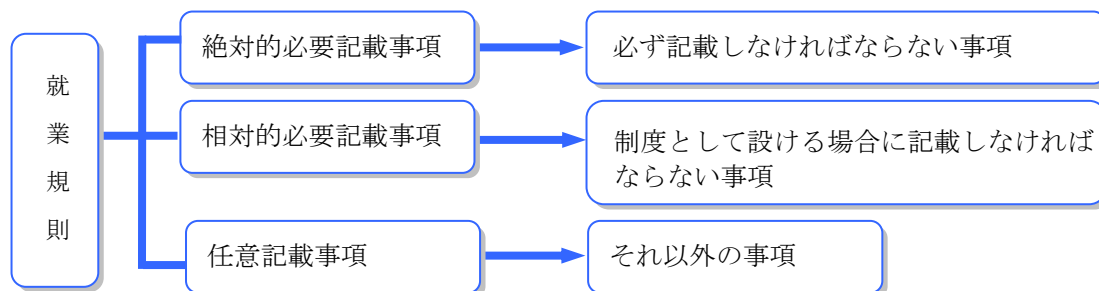 就業規則
絶対的必要記載事項
必ず記載しなければならない事項
相対的必要記載事項
制度として設ける場合に記載しなければ
ならない事項
任意記載事項
それ以外の事項